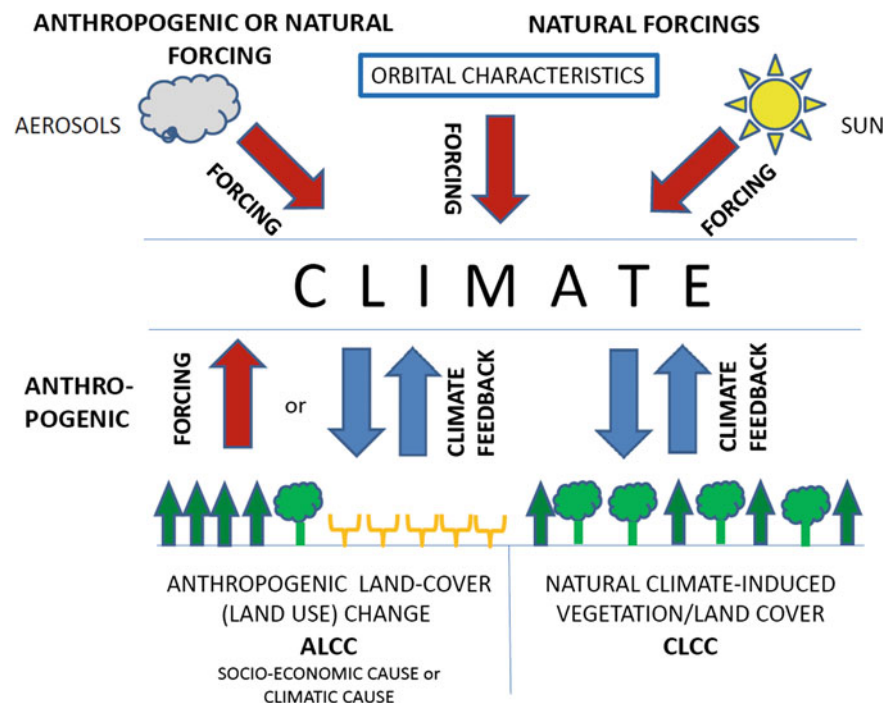 ANTHROPOGENIC OR NATURAL
FORCING
NATURAL FORCINGS
ORBITAL CHARACTERISTICS
AEROSOLS
SUN
FORCING
FORCING
FORCING
CLIMATE
ANTHRO-
POGENIC
FORCING
or
CLIMATE
FEEDBACK
CLIMATE
FEEDBACK
ANTHROPOGENIC LAND-COVER
(LAND USE) CHANGE
ALCC
SOCIO-ECONOMIC CAUSE or
CLIMATIC CAUSE
NATURAL CLIMATE-INDUCED
VEGETATION/LAND COVER
CLCC